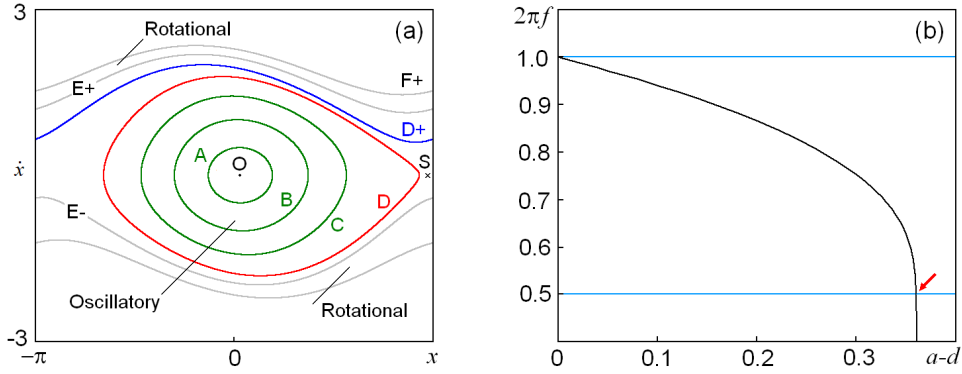 3
Rotational
(a)
E+
F+
D+
S
ẋ
A
O
B
D
E-
C
Oscillatory
Rotational
-3
−π
0
x
2πf
(b)
1.0
0.9
0.8
0.7
0.6
0.5
0
0.1
0.2
0.3
a-d